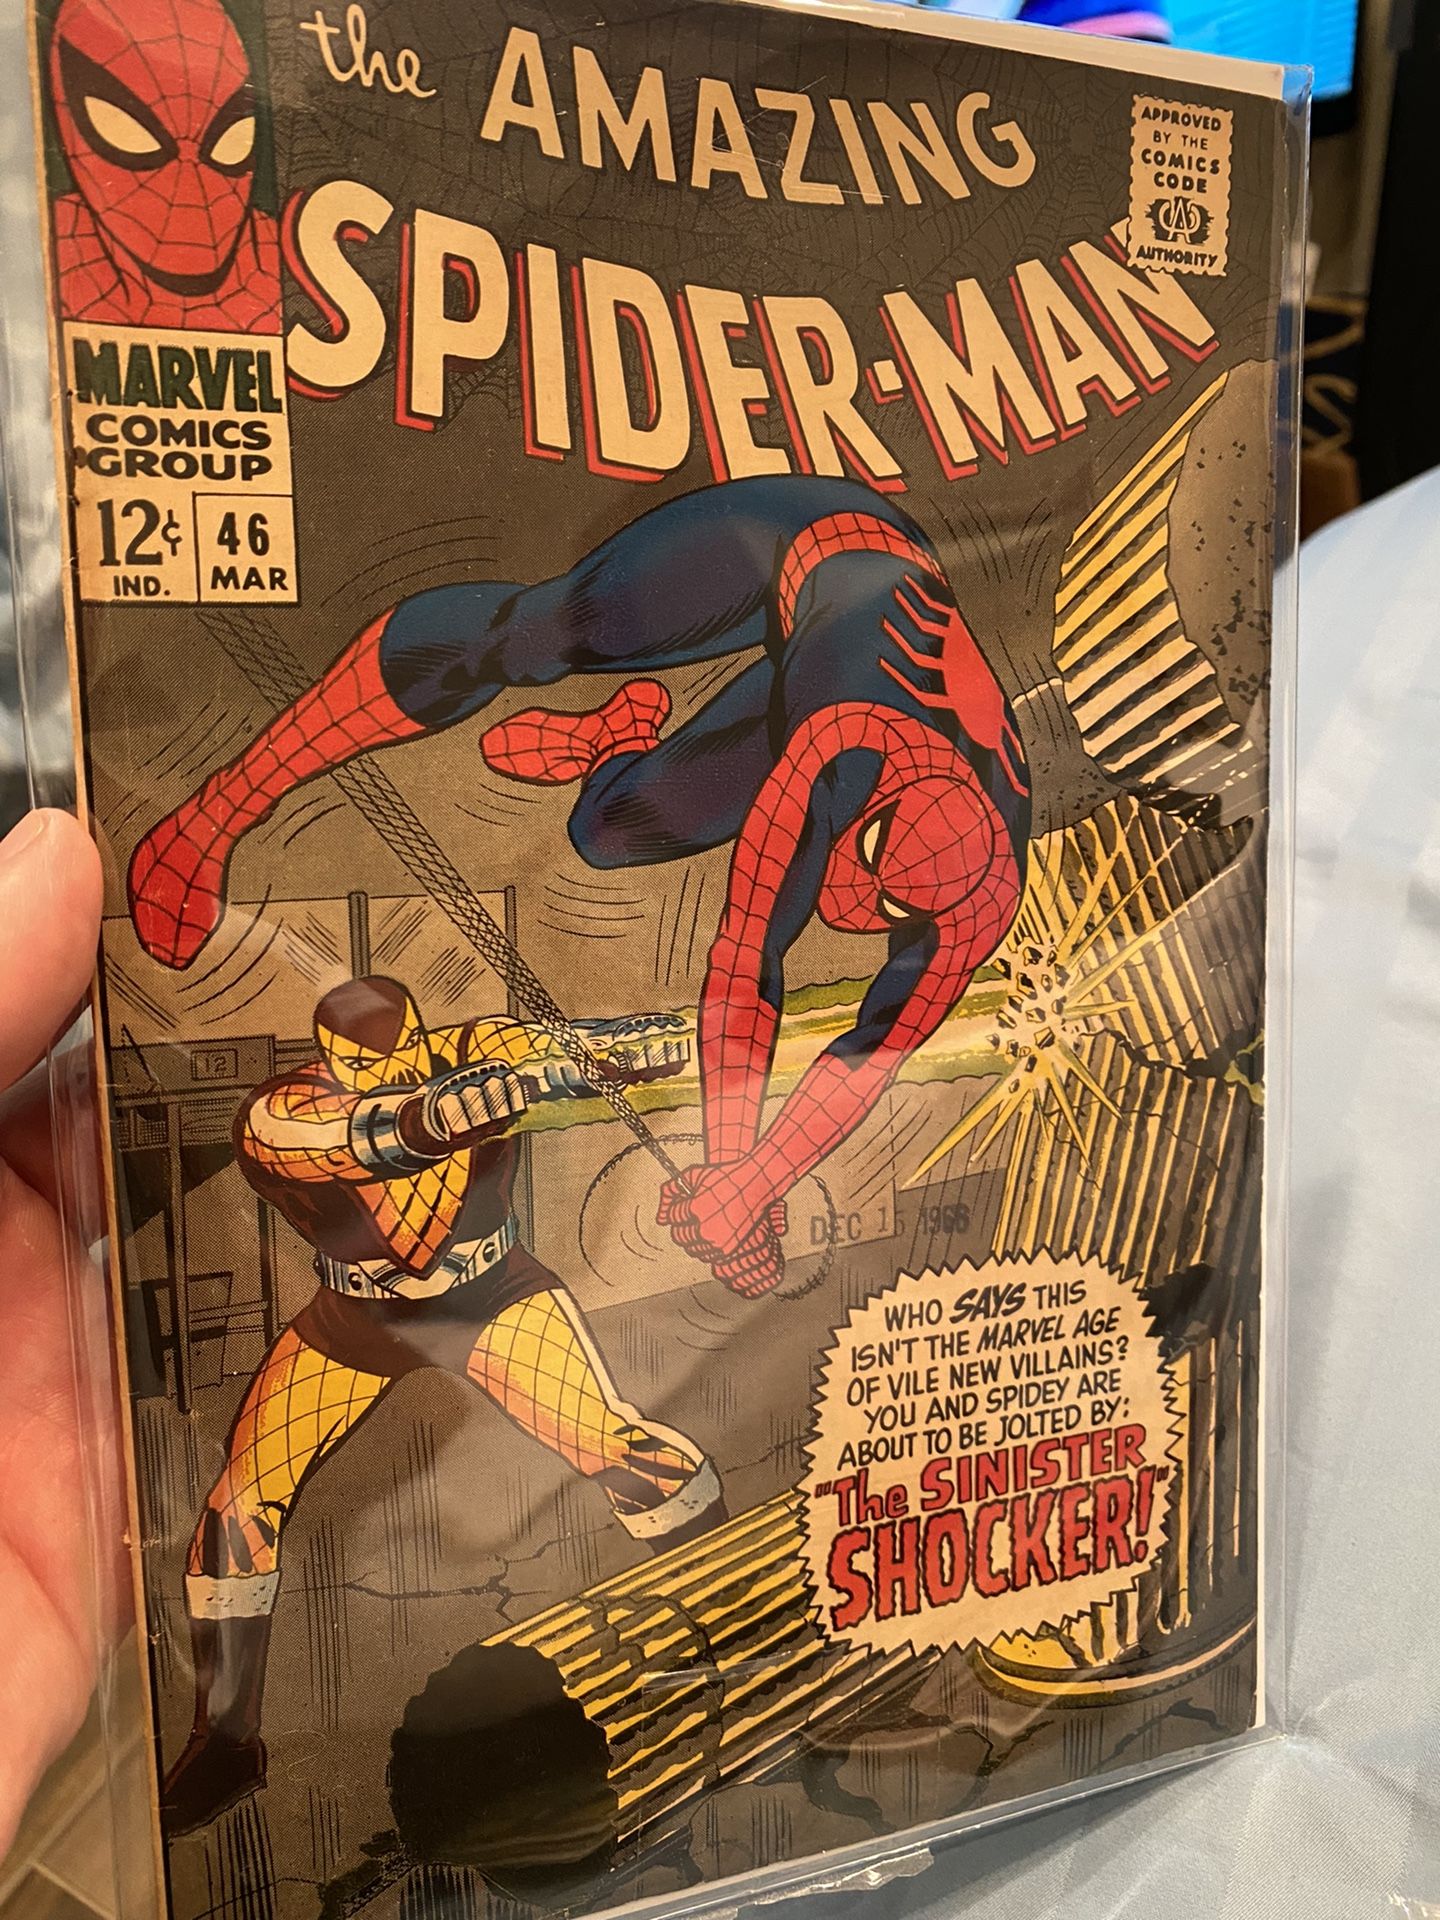 the AMAZING
SPIDER-MAN
APPROVED
BY THE
COMICS
CODE
CA
AUTHORITY
MARVEL
COMICS
GROUP
12¢
IND.
46
MAR
12
DEC 15 1966
WHO SAYS THIS
ISN'T THE MARVEL AGE
OF VILE NEW VILLAINS?
YOU AND SPIDEY ARE
ABOUT TO BE JOLTED BY:
"The SINISTER
SHOCKER!"